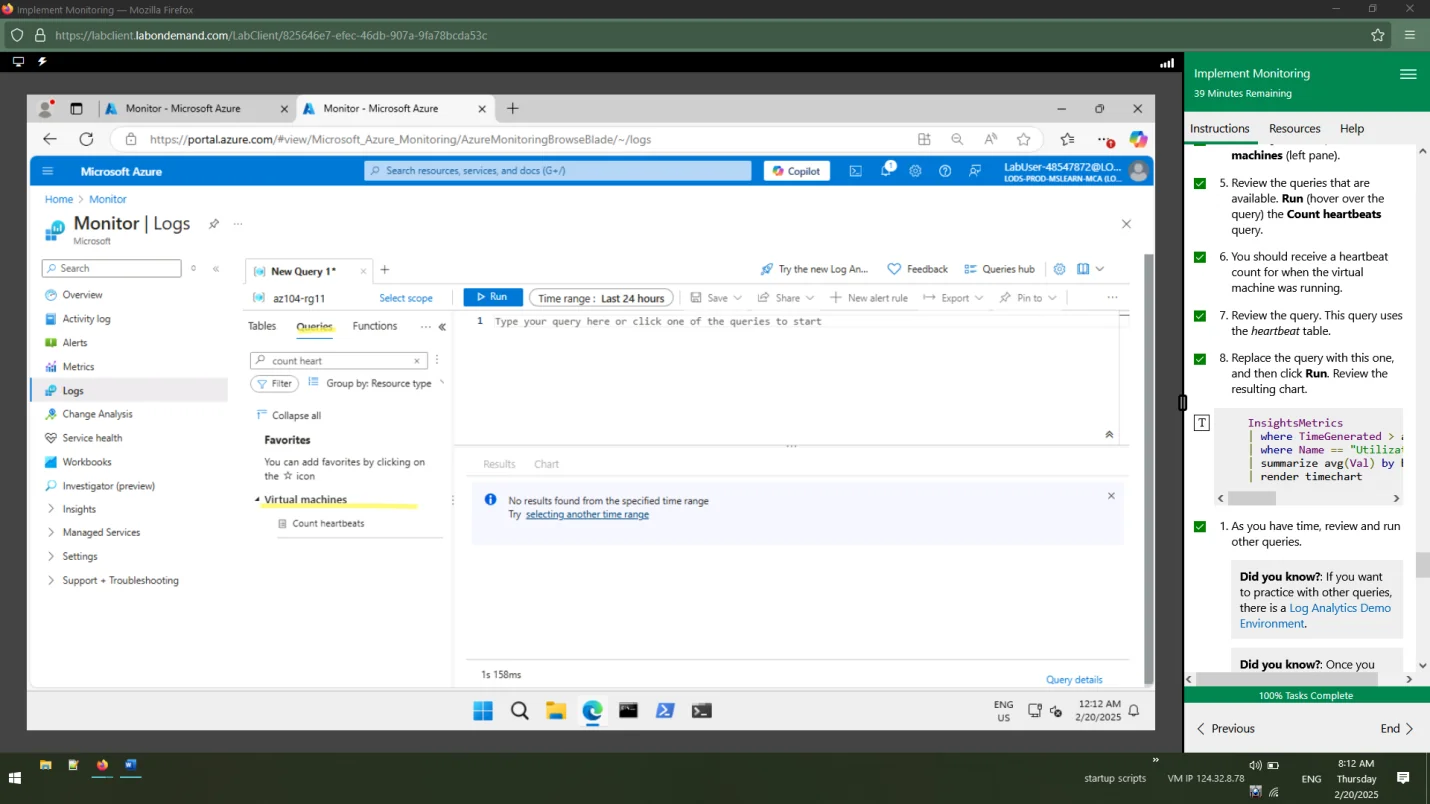 Implement Monitoring — Mozilla Firefox
https://labclient.labondemand.com/LabClient/825646e7-efec-46db-907a-9fa78bcda53c
Monitor - Microsoft Azure
Monitor - Microsoft Azure
https://portal.azure.com/#view/Microsoft_Azure_Monitoring/AzureMonitoringBrowseBlade/~/logs
Microsoft Azure
Search resources, services, and docs (G+/)
Copilot
1
LabUser-48547872@LO...
LODS-PROD-MSLEARN-MCA (LO...
Home > Monitor
Monitor | Logs
Microsoft
Search
Overview
Activity log
Alerts
Metrics
Logs
Change Analysis
Service health
Workbooks
Investigator (preview)
Insights
Managed Services
Settings
Support + Troubleshooting
New Query 1*
Try the new Log An...
Feedback
Queries hub
az104-rg11
Select scope
Run
Time range : Last 24 hours
Save
Share
New alert rule
Export
Pin to
Tables
Queries
Functions
count heart
Filter
Group by: Resource type
Collapse all
Favorites
You can add favorites by clicking on
the ☆ icon
Virtual machines
Count heartbeats
1 Type your query here or click one of the queries to start
Results
Chart
No results found from the specified time range
Try selecting another time range
1s 158ms
Query details
ENG
US
12:12 AM
2/20/2025
Implement Monitoring
39 Minutes Remaining
Instructions
Resources
Help
machines (left pane).
5. Review the queries that are
available. Run (hover over the
query) the Count heartbeats
query.
6. You should receive a heartbeat
count for when the virtual
machine was running.
7. Review the query. This query uses
the heartbeat table.
8. Replace the query with this one,
and then click Run. Review the
resulting chart.
T
InsightsMetrics
| where TimeGenerated > a
| where Name == "Utilizat
| summarize avg(Val) by b
| render timechart
1. As you have time, review and run
other queries.
Did you know?: If you want
to practice with other queries,
there is a Log Analytics Demo
Environment.
Did you know?: Once you
100% Tasks Complete
Previous
End
startup scripts
VM IP 124.32.8.78
ENG
8:12 AM
Thursday
2/20/2025